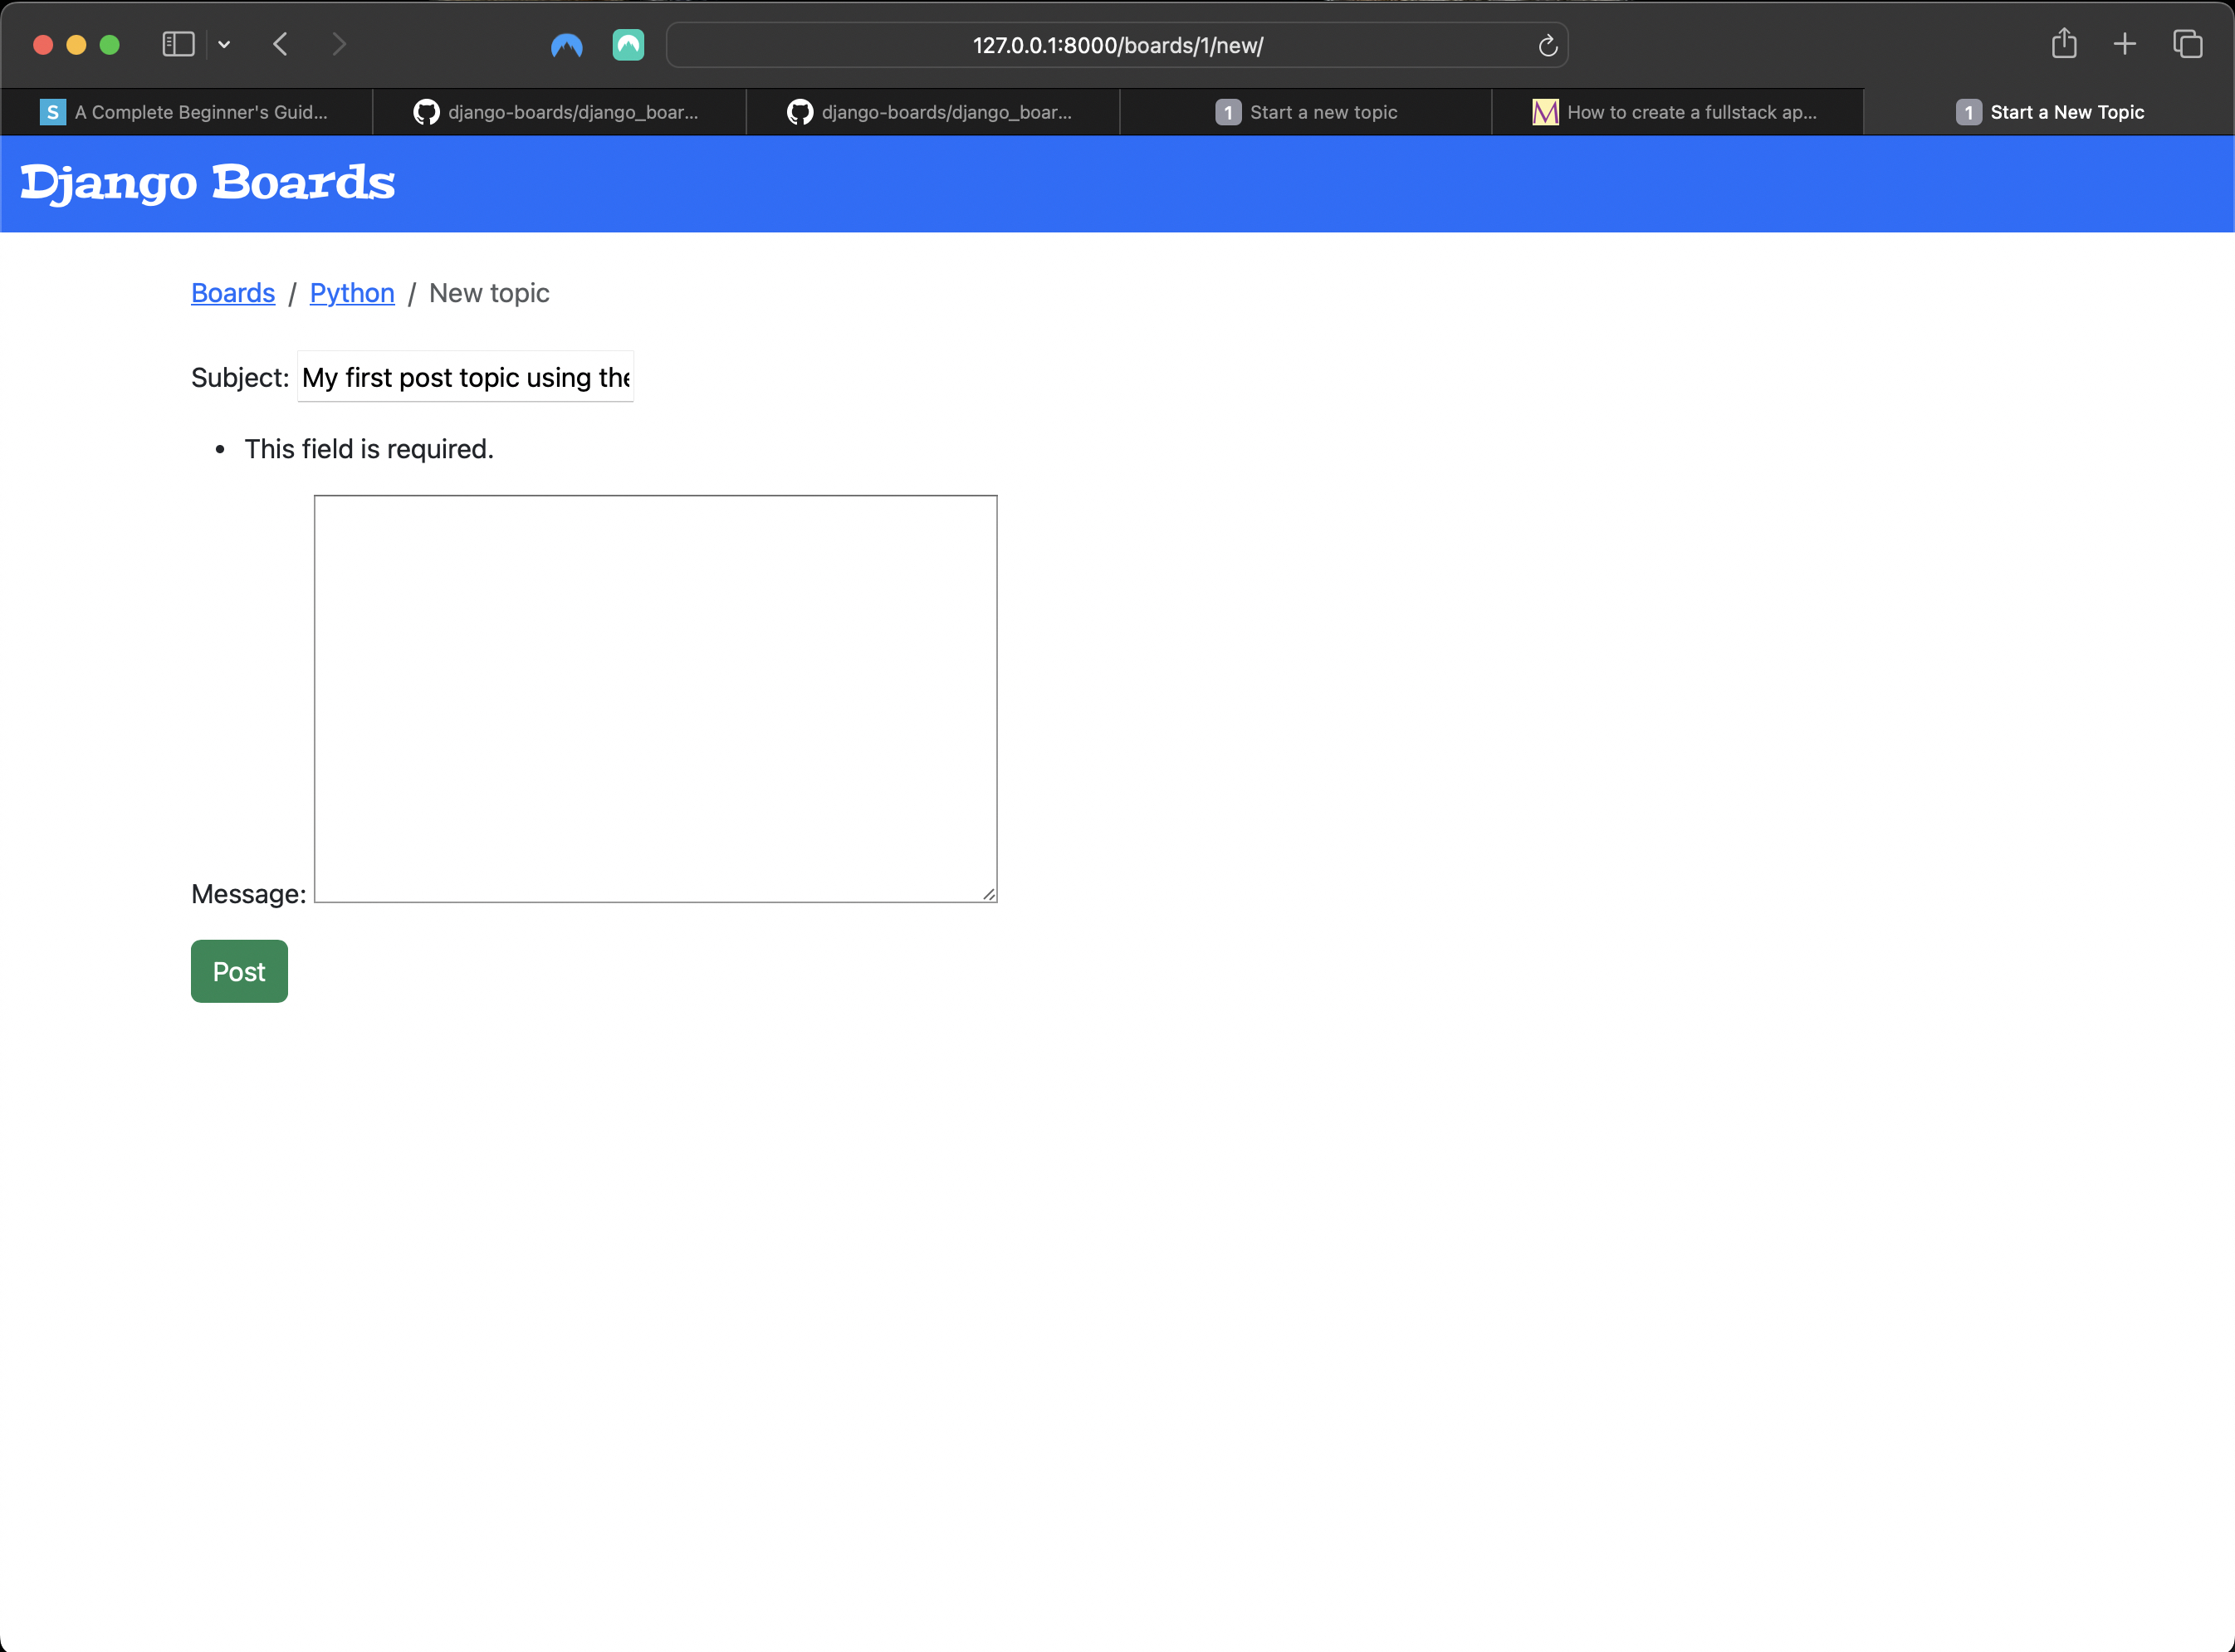 127.0.0.1:8000/boards/1/new/
S A Complete Beginner's Guid...
django-boards/django_boar...
django-boards/django_boar...
1 Start a new topic
M How to create a fullstack ap...
1 Start a New Topic
Django Boards
Boards / Python / New topic
Subject: My first post topic using the
• This field is required.
Message:
Post